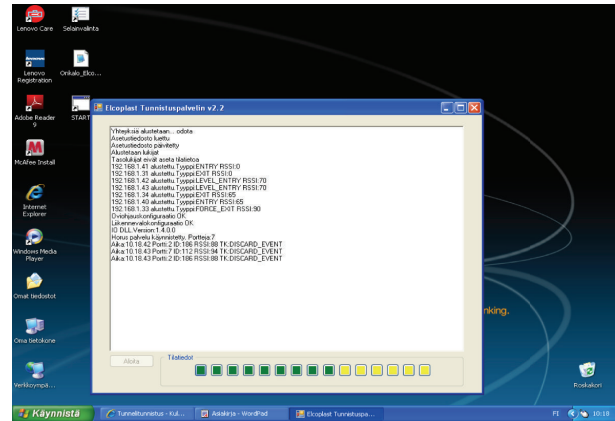 Lenovo Care
Selainvalinta
Lenovo
Registration
Onkalo_Elco...
Adobe Reader
9
START
McAfee Install
Internet
Explorer
Windows Media
Player
Omat tiedostot
Oma tietokone
Verkkoympä...
Elcoplast Tunnistuspalvelin v2.2
Yhteyksiä alustetaan... odota
Asetustiedosto luettu
Asetustiedosto päivitetty
Alustetaan lukijat
Tasolukijat eivät aseta tilatietoa
192.168.1.41 alustettu.Tyyppi:ENTRY RSSI:0
192.168.1.31 alustettu.Tyyppi:EXIT RSSI:0
192.168.1.42 alustettu.Tyyppi:LEVEL_ENTRY RSSI:70
192.168.1.43 alustettu.Tyyppi:LEVEL_ENTRY RSSI:70
192.168.1.34 alustettu.Tyyppi:EXIT RSSI:65
192.168.1.40 alustettu.Tyyppi:ENTRY RSSI:65
192.168.1.33 alustettu.Tyyppi:FORCE_EXIT RSSI:90
Oviohjauskonfiguraatio OK
Liikennevalokonfiguraatio OK
IO DLL.Version:1.4.0.0
Horus palvelu käynnistetty. Portteja:7
Aika:10.18.42 Portti:2 ID:186 RSSI:88 TK:DISCARD_EVENT
Aika:10.18.43 Portti:7 ID:112 RSSI:94 TK:DISCARD_EVENT
Aika:10.18.43 Portti:2 ID:186 RSSI:88 TK:DISCARD_EVENT
Aloita
Tilatiedot
nking.
Roskakori
Käynnistä
Tunnelitunnistus - Kul...
Asiakirja - WordPad
Elcoplast Tunnistuspa...
FI
10:18